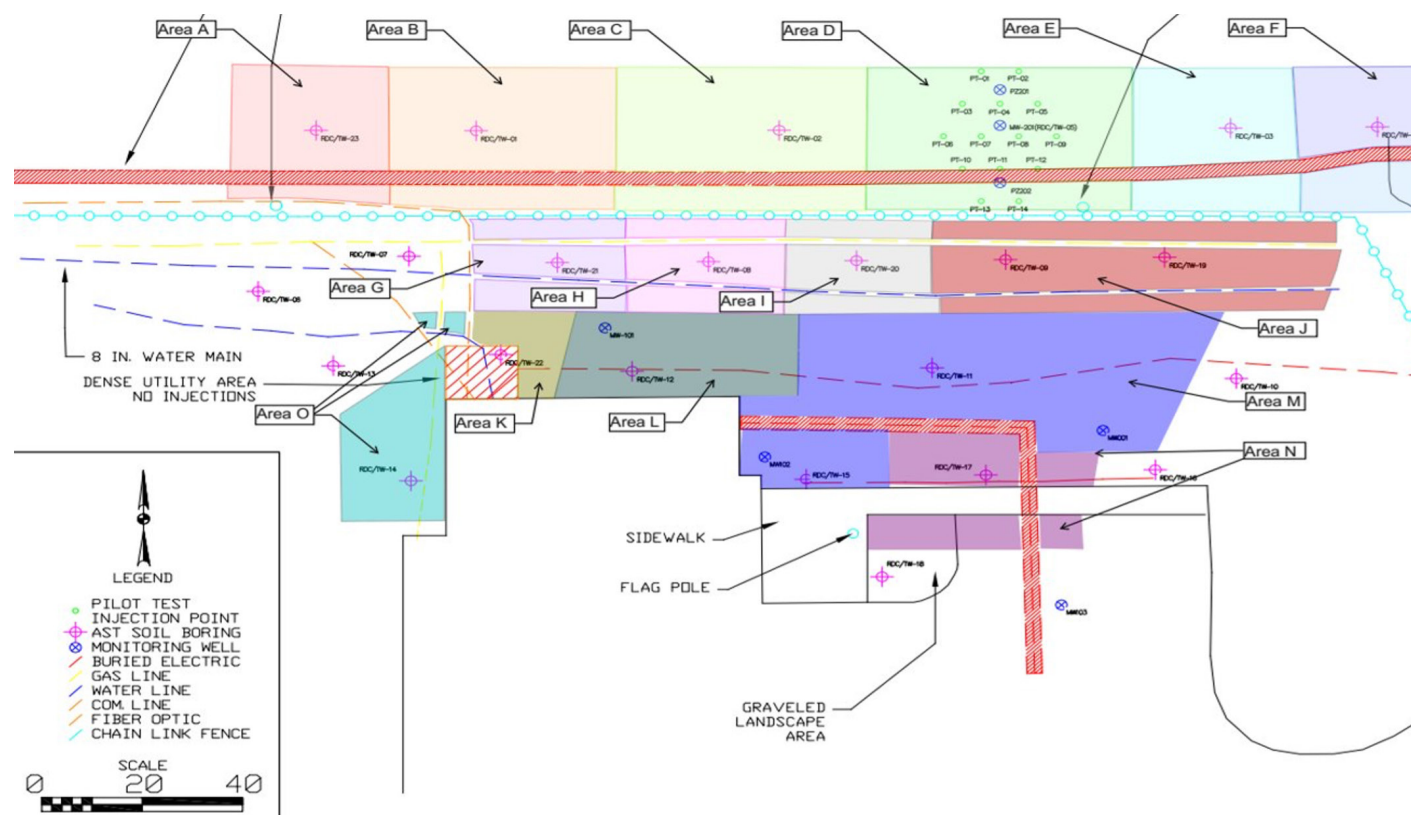 Area A
Area B
Area C
Area D
Area E
Area F
PT-01
PT-02
PZ201
PT-03
PT-04
PT-05
MW-201(RDC/TW-05)
RDC/TW-23
RDC/TW-01
RDC/TW-02
RDC/TW-03
RDC/TW-
PT-06
PT-07
PT-08
PT-09
PT-10
PT-11
PT-12
PZ202
PT-13
PT-14
RDC/TW-07
RDC/TW-21
RDC/TW-08
RDC/TW-20
RDC/TW-09
RDC/TW-19
Area G
Area H
Area I
Area J
RDC/TW-06
MW-101
8 IN. WATER MAIN
RDC/TW-13
RDC/TW-22
RDC/TW-12
RDC/TW-11
RDC/TW-10
DENSE UTILITY AREA
NO INJECTIONS
Area O
Area K
Area L
Area M
Area N
MW001
MW102
RDC/TW-14
RDC/TW-15
RDC/TW-17
SIDEWALK
FLAG POLE
RDC/TW-18
MW103
GRAVELED
LANDSCAPE
AREA
LEGEND
PILOT TEST
INJECTION POINT
AST SOIL BORING
MONITORING WELL
BURIED ELECTRIC
GAS LINE
WATER LINE
COM. LINE
FIBER OPTIC
CHAIN LINK FENCE
SCALE
0 20 40